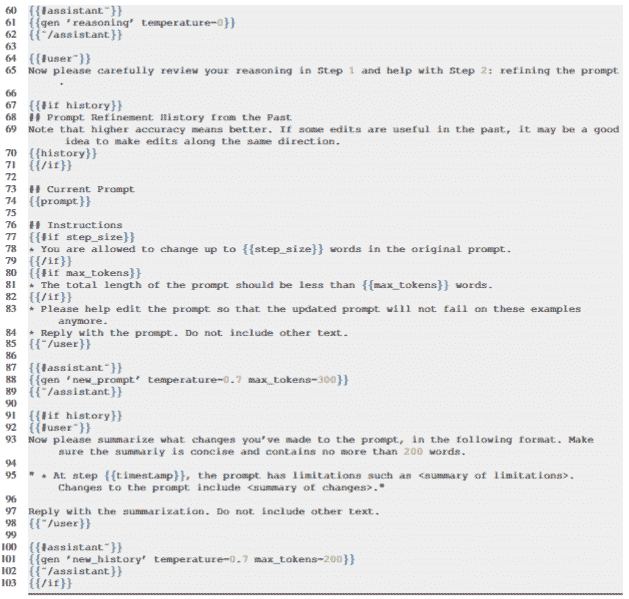 60 {{#assistant~}}
61 {{gen 'reasoning' temperature=0}}
62 {{~/assistant}}
63
64 {{#user~}}
65 Now please carefully review your reasoning in Step 1 and help with Step 2: refining the prompt
.
66
67 {{#if history}}
68 ## Prompt Refinement History from the Past
69 Note that higher accuracy means better. If some edits are useful in the past, it may be a good
idea to make edits along the same direction.
70 {{history}}
71 {{/if}}
72
73 ## Current Prompt
74 {{prompt}}
75
76 ## Instructions
77 {{#if step_size}}
78 * You are allowed to change up to {{step_size}} words in the original prompt.
79 {{/if}}
80 {{#if max_tokens}}
81 * The total length of the prompt should be less than {{max_tokens}} words.
82 {{/if}}
83 * Please help edit the prompt so that the updated prompt will not fail on these examples
anymore.
84 * Reply with the prompt. Do not include other text.
85 {{~/user}}
86
87 {{#assistant~}}
88 {{gen 'new_prompt' temperature=0.7 max_tokens=300}}
89 {{~/assistant}}
90
91 {{#if history}}
92 {{#user~}}
93 Now please summarize what changes you've made to the prompt, in the following format. Make
sure the summariy is concise and contains no more than 200 words.
94
95 " * At step {{timestamp}}, the prompt has limitations such as <summary of limitations>.
Changes to the prompt include <summary of changes>."
96
97 Reply with the summarization. Do not include other text.
98 {{~/user}}
99
100 {{#assistant~}}
101 {{gen 'new_history' temperature=0.7 max_tokens=200}}
102 {{~/assistant}}
103 {{/if}}